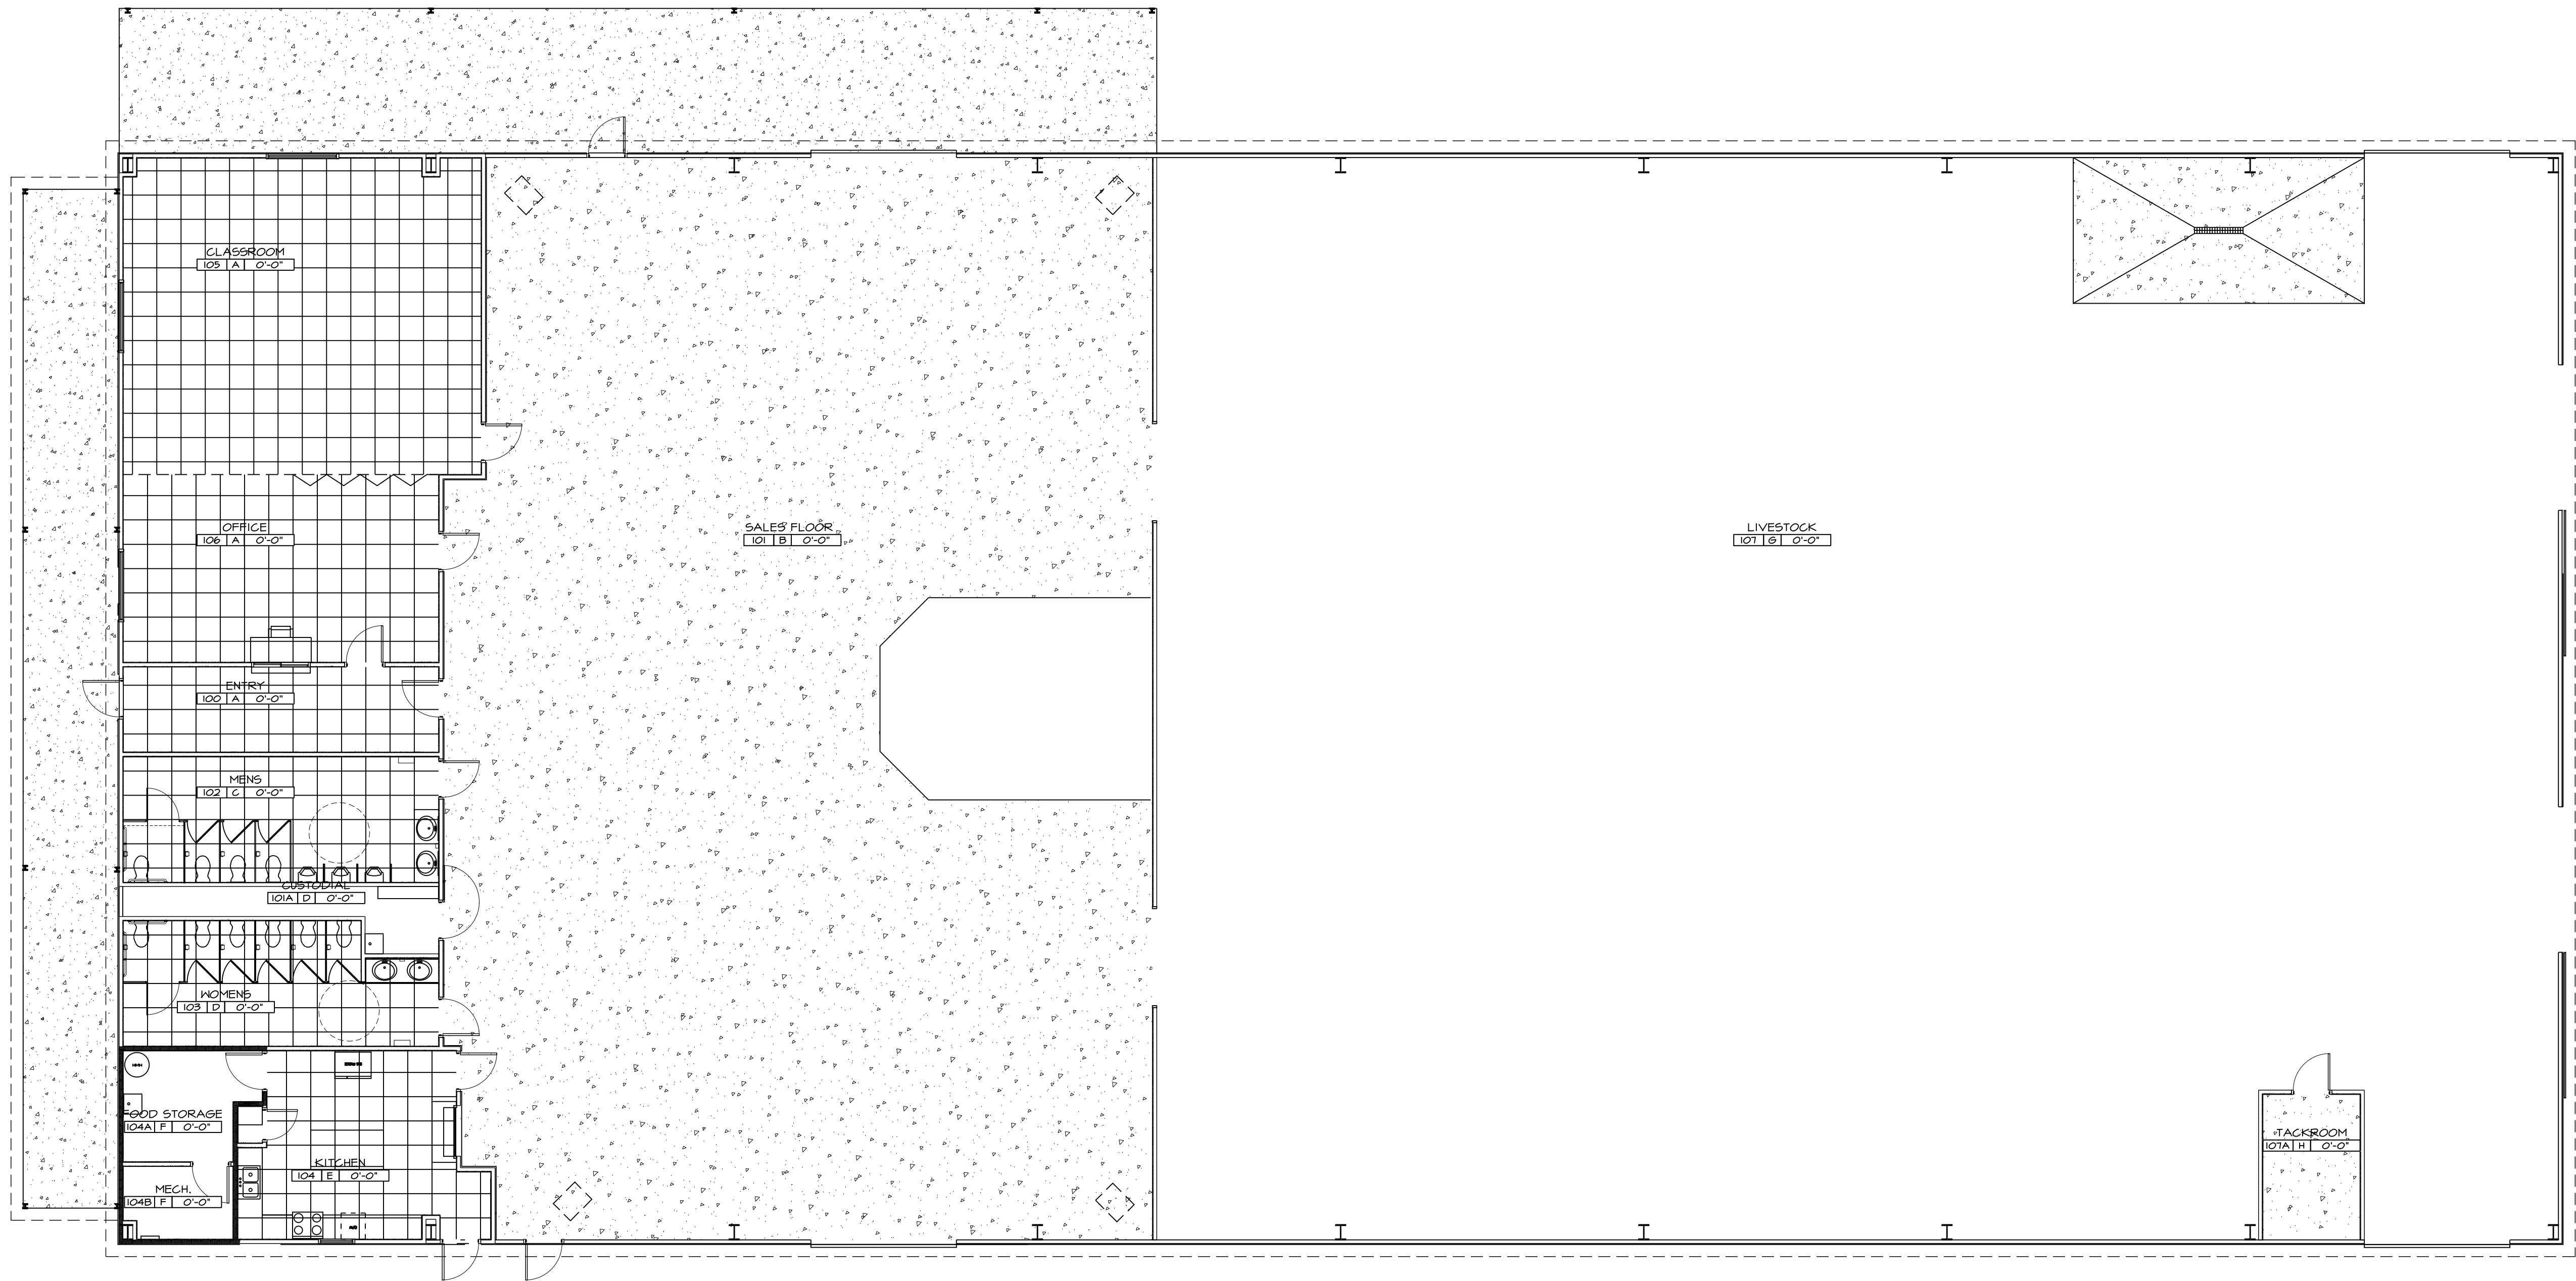 CLASSROOM
105 A 0'-0"
OFFICE
106 A 0'-0"
SALES FLOOR
101 B 0'-0"
LIVESTOCK
107 G 0'-0"
ENTRY
100 A 0'-0"
MENS
102 C 0'-0"
CUSTODIAL
101A D 0'-0"
WOMENS
103 D 0'-0"
FOOD STORAGE
104A F 0'-0"
KITCHEN
104 E 0'-0"
MECH.
104B F 0'-0"
TACKROOM
107A H 0'-0"